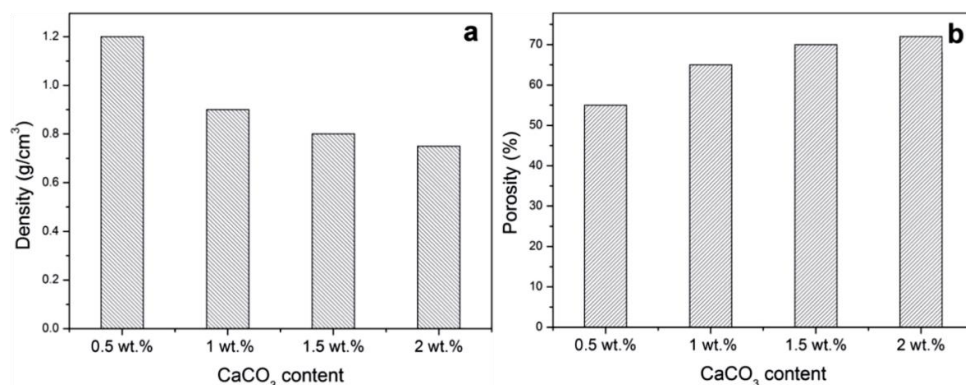 a
1.2
1.0
0.8
0.6
0.4
0.2
0.0
Density (g/cm³)
0.5 wt.%
1 wt.%
1.5 wt.%
2 wt.%
CaCO₃ content
b
70
60
50
40
30
20
10
0
Porosity (%)
0.5 wt.%
1 wt.%
1.5 wt.%
2 wt.%
CaCO₃ content